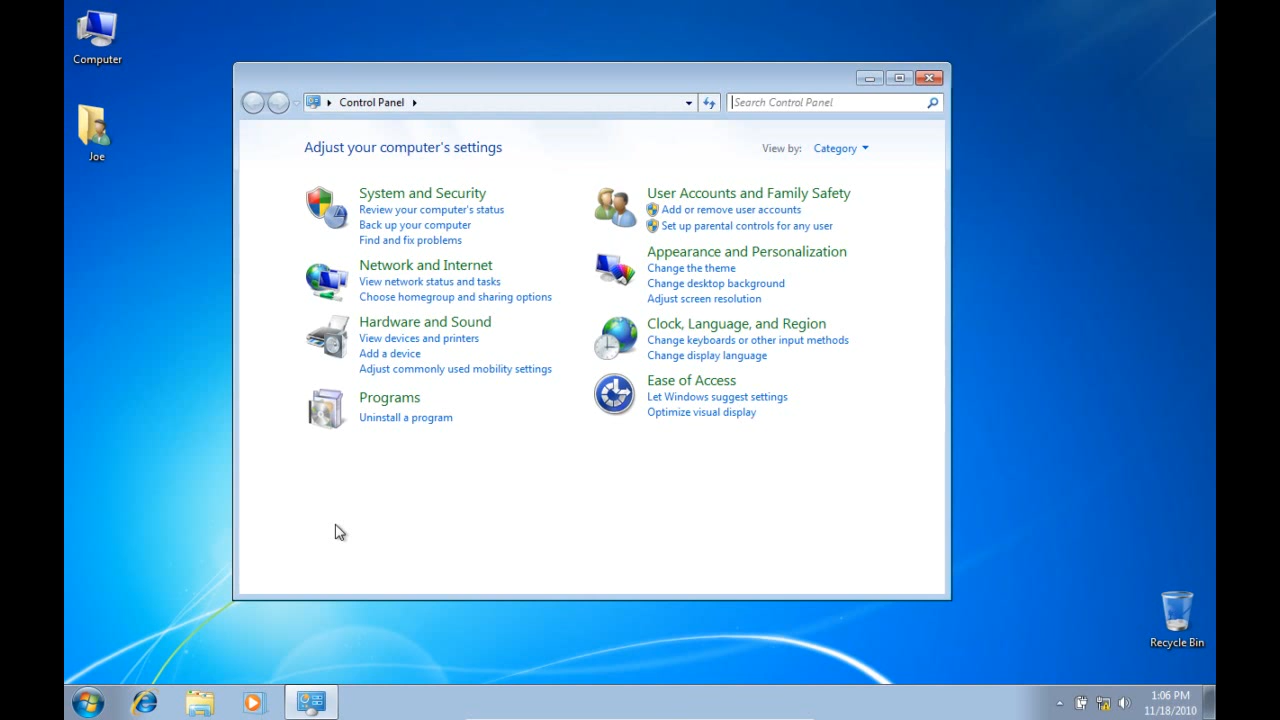 Computer
Joe
Control Panel
Search Control Panel
Adjust your computer's settings
View by: Category
System and Security
Review your computer's status
Back up your computer
Find and fix problems
Network and Internet
View network status and tasks
Choose homegroup and sharing options
Hardware and Sound
View devices and printers
Add a device
Adjust commonly used mobility settings
Programs
Uninstall a program
User Accounts and Family Safety
Add or remove user accounts
Set up parental controls for any user
Appearance and Personalization
Change the theme
Change desktop background
Adjust screen resolution
Clock, Language, and Region
Change keyboards or other input methods
Change display language
Ease of Access
Let Windows suggest settings
Optimize visual display
Recycle Bin
1:06 PM
11/18/2010